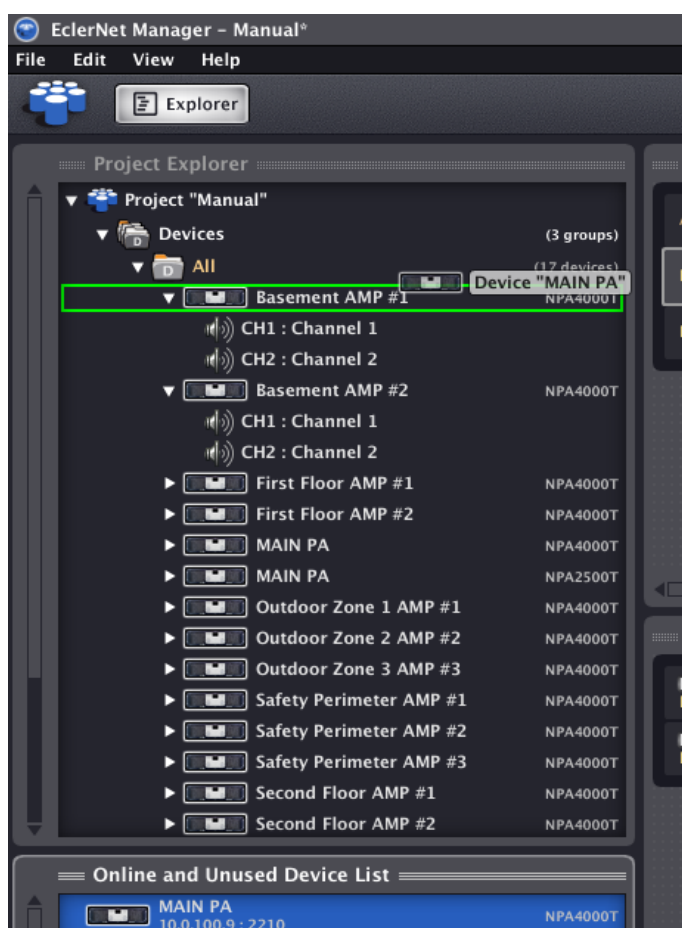 EclerNet Manager – Manual*
File Edit View Help
Explorer
Project Explorer
Project "Manual"
Devices (3 groups)
D
All (17 devices)
D
Device "MAIN PA"
Basement AMP #1 NPA4000T
CH1 : Channel 1
CH2 : Channel 2
Basement AMP #2 NPA4000T
CH1 : Channel 1
CH2 : Channel 2
First Floor AMP #1 NPA4000T
First Floor AMP #2 NPA4000T
MAIN PA NPA4000T
MAIN PA NPA2500T
Outdoor Zone 1 AMP #1 NPA4000T
Outdoor Zone 2 AMP #2 NPA4000T
Outdoor Zone 3 AMP #3 NPA4000T
Safety Perimeter AMP #1 NPA4000T
Safety Perimeter AMP #2 NPA4000T
Safety Perimeter AMP #3 NPA4000T
Second Floor AMP #1 NPA4000T
Second Floor AMP #2 NPA4000T
Online and Unused Device List
MAIN PA NPA4000T
10.0.100.9 : 2210